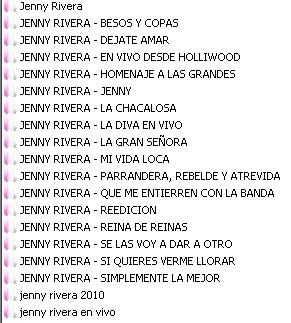 Jenny Rivera
JENNY RIVERA - BESOS Y COPAS
JENNY RIVERA - DEJATE AMAR
JENNY RIVERA - EN VIVO DESDE HOLLIWOOD
JENNY RIVERA - HOMENAJE A LAS GRANDES
JENNY RIVERA - JENNY
JENNY RIVERA - LA CHACALOSA
JENNY RIVERA - LA DIVA EN VIVO
JENNY RIVERA - LA GRAN SEÑORA
JENNY RIVERA - MI VIDA LOCA
JENNY RIVERA - PARRANDERA, REBELDE Y ATREVIDA
JENNY RIVERA - QUE ME ENTIERREN CON LA BANDA
JENNY RIVERA - REEDICION
JENNY RIVERA - REINA DE REINAS
JENNY RIVERA - SE LAS VOY A DAR A OTRO
JENNY RIVERA - SI QUIERES VERME LLORAR
JENNY RIVERA - SIMPLEMENTE LA MEJOR
jenny rivera 2010
jenny rivera en vivo